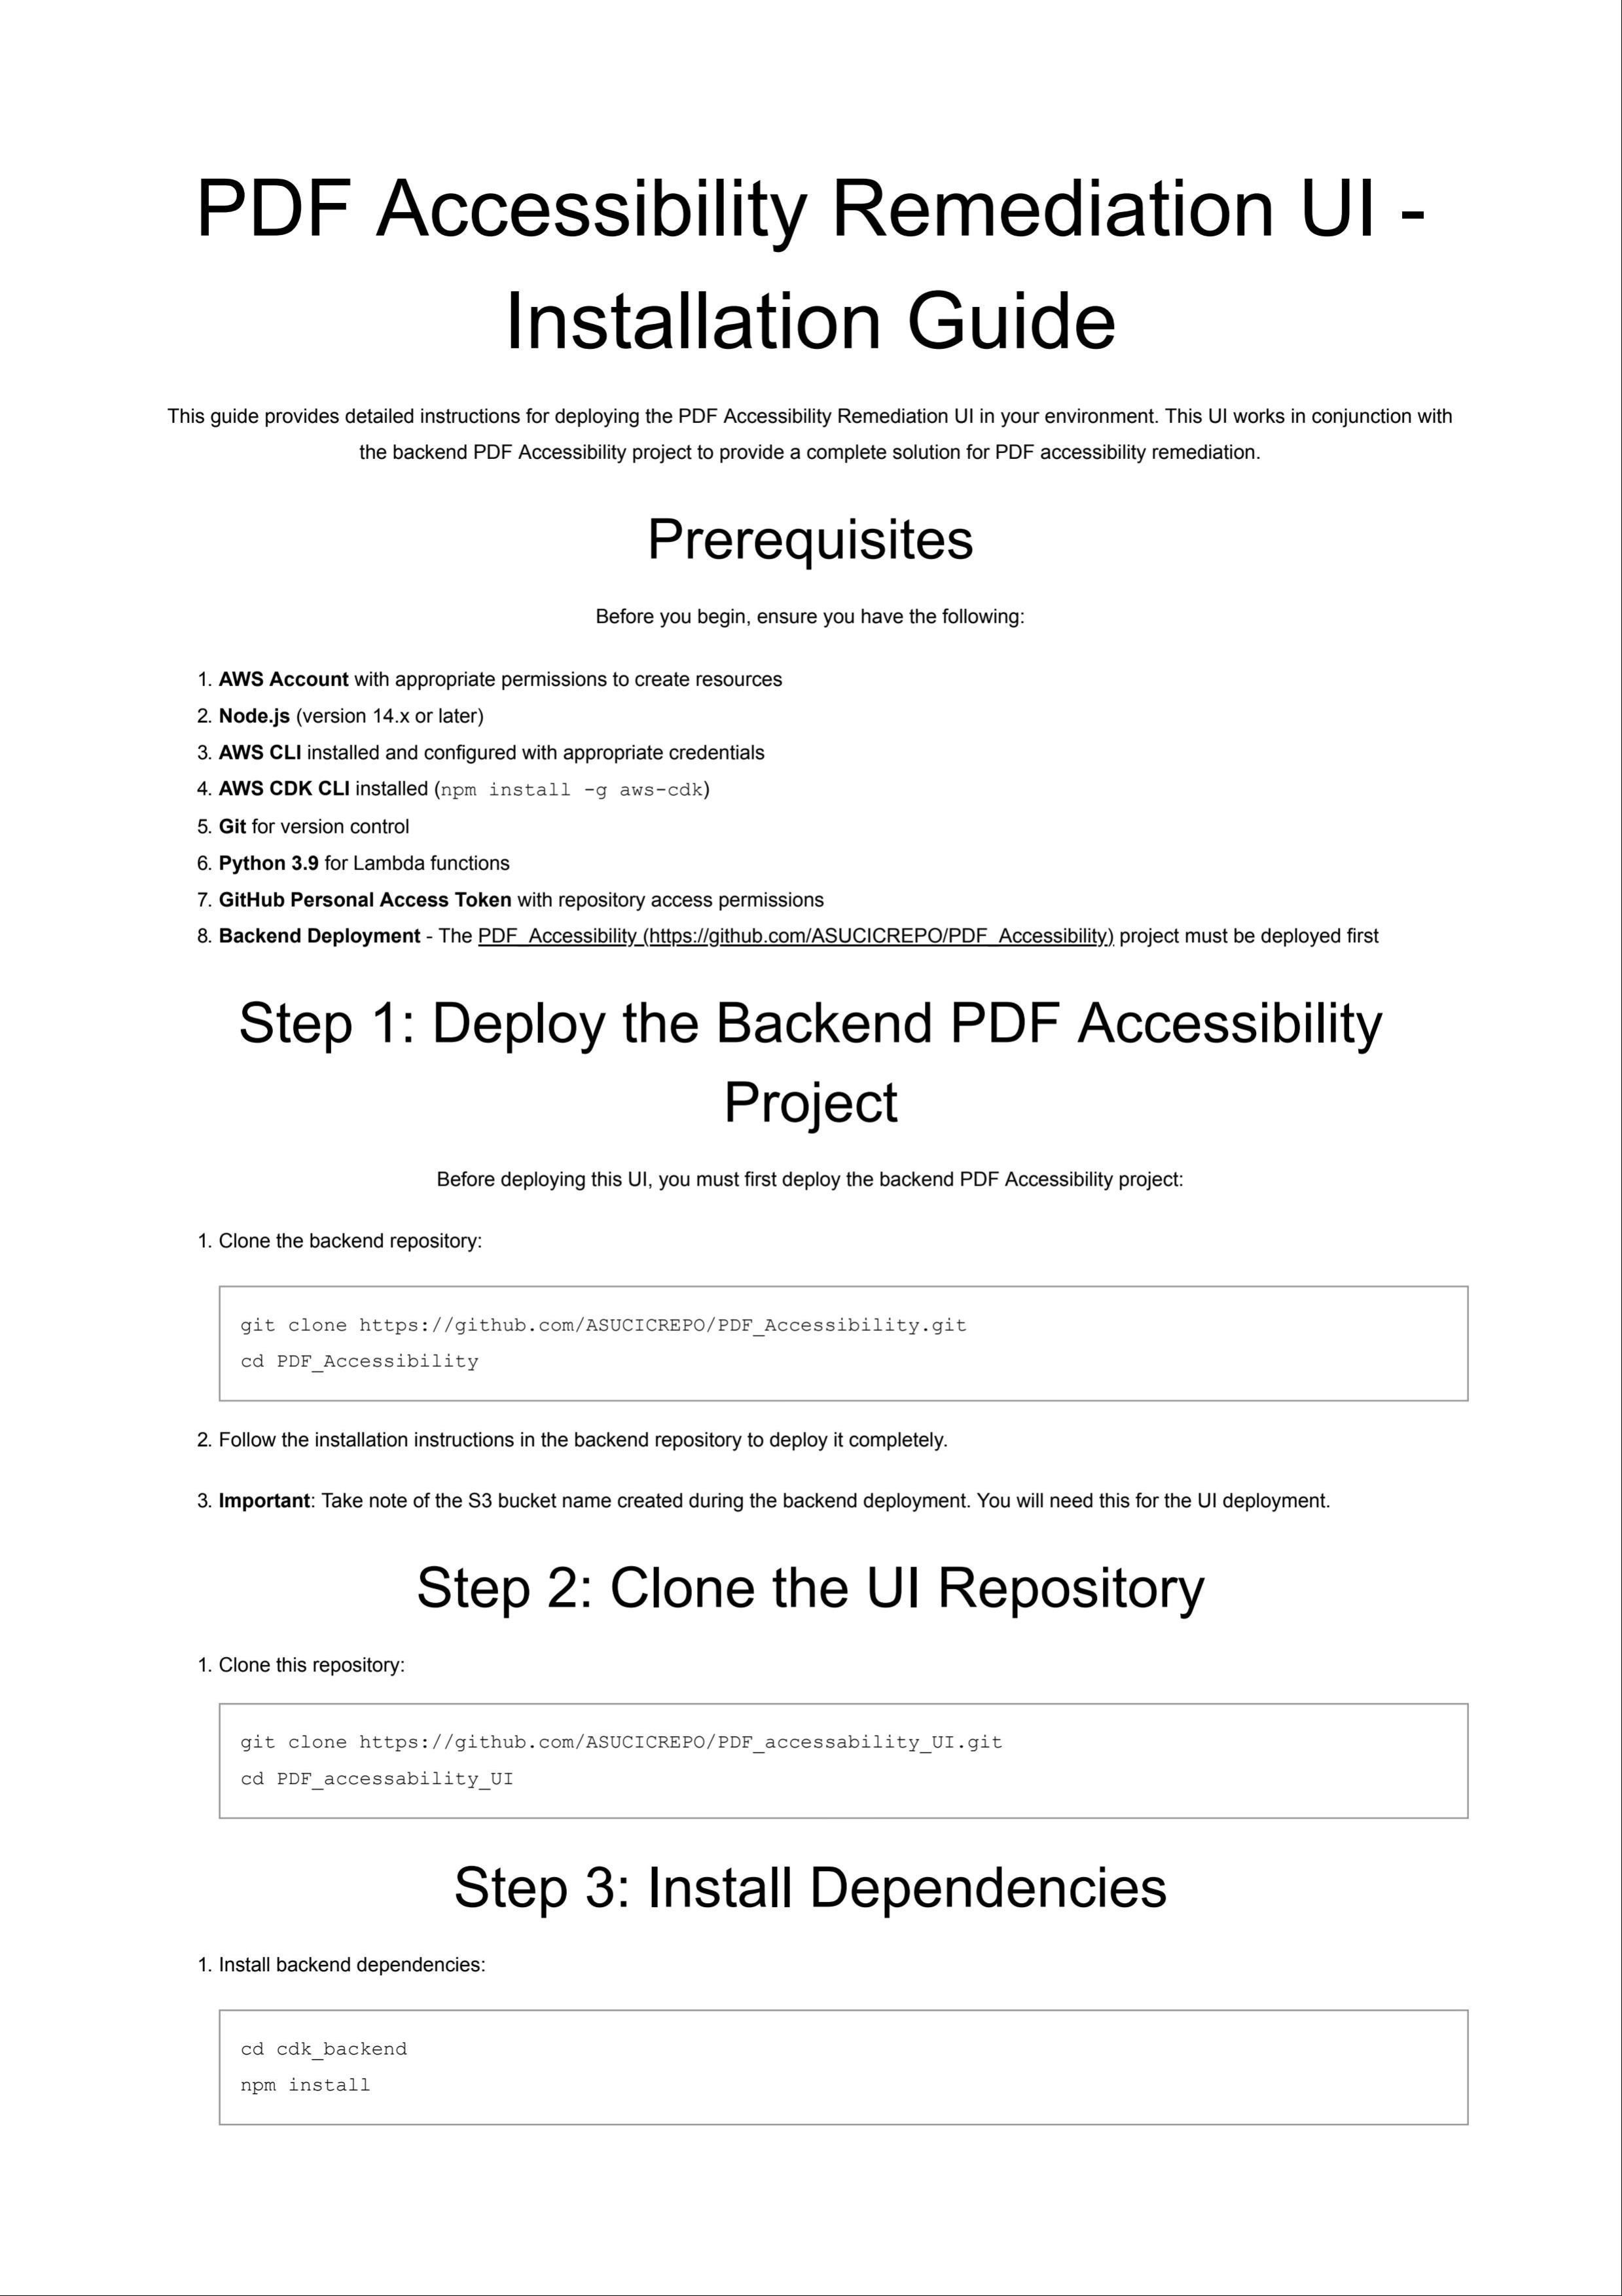 PDF Accessibility Remediation UI -
Installation Guide
This guide provides detailed instructions for deploying the PDF Accessibility Remediation UI in your environment. This UI works in conjunction with
the backend PDF Accessibility project to provide a complete solution for PDF accessibility remediation.
Prerequisites
Before you begin, ensure you have the following:
1. AWS Account with appropriate permissions to create resources
2. Node.js (version 14.x or later)
3. AWS CLI installed and configured with appropriate credentials
4. AWS CDK CLI installed (npm install -g aws-cdk)
5. Git for version control
6. Python 3.9 for Lambda functions
7. GitHub Personal Access Token with repository access permissions
8. Backend Deployment - The PDF_Accessibility (https://github.com/ASUCICREPO/PDF_Accessibility) project must be deployed first
Step 1: Deploy the Backend PDF Accessibility
Project
Before deploying this UI, you must first deploy the backend PDF Accessibility project:
1. Clone the backend repository:
git clone https://github.com/ASUCICREPO/PDF_Accessibility.git
cd PDF_Accessibility
2. Follow the installation instructions in the backend repository to deploy it completely.
3. Important: Take note of the S3 bucket name created during the backend deployment. You will need this for the UI deployment.
Step 2: Clone the UI Repository
1. Clone this repository:
git clone https://github.com/ASUCICREPO/PDF_accessability_UI.git
cd PDF_accessability_UI
Step 3: Install Dependencies
1. Install backend dependencies:
cd cdk_backend
npm install